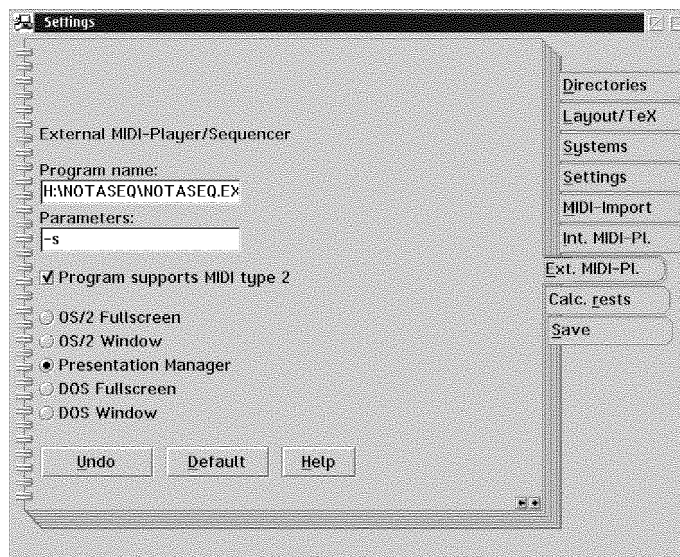 Settings
Directories
Layout/TeX
Systems
Settings
MIDI-Import
Int. MIDI-Pl.
Ext. MIDI-Pl.
Calc. rests
Save
External MIDI-Player/Sequencer
Program name:
H:\NOTASEQ\NOTASEQ.EX
Parameters:
-s
Program supports MIDI type 2
OS/2 Fullscreen
OS/2 Window
Presentation Manager
DOS Fullscreen
DOS Window
Undo Default Help